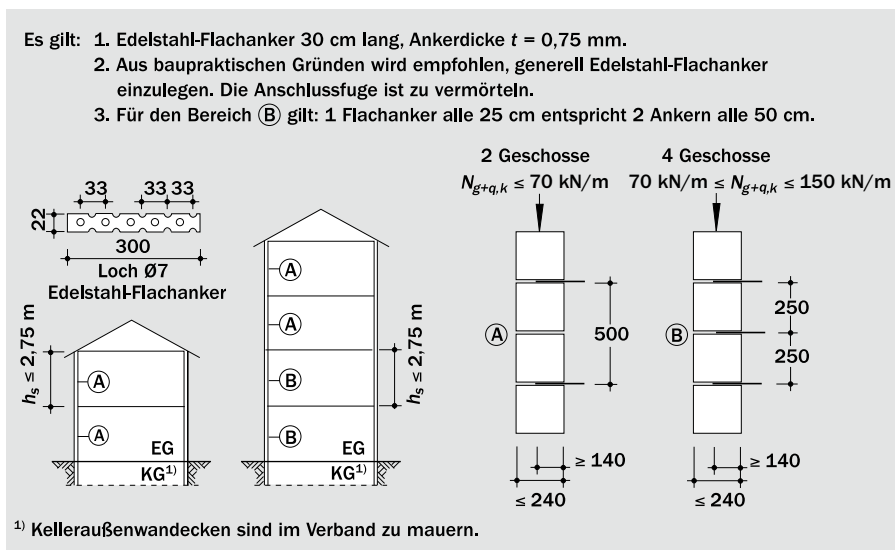 Es gilt: 1. Edelstahl-Flachanker 30 cm lang, Ankerdicke t = 0,75 mm.
2. Aus baupraktischen Gründen wird empfohlen, generell Edelstahl-Flachanker
einzulegen. Die Anschlussfuge ist zu vermörteln.
3. Für den Bereich Ⓑ gilt: 1 Flachanker alle 25 cm entspricht 2 Ankern alle 50 cm.
2 Geschosse
N_g+q,k ≤ 70 kN/m
4 Geschosse
70 kN/m ≤ N_g+q,k ≤ 150 kN/m
33 33 33
22
300
Loch Ø7
Edelstahl-Flachanker
h_s ≤ 2,75 m
Ⓐ
Ⓐ
EG
KG¹⁾
Ⓐ
Ⓐ
Ⓑ
Ⓑ
EG
KG¹⁾
h_s ≤ 2,75 m
Ⓐ
500
≥ 140
≤ 240
Ⓑ
250
250
≥ 140
≤ 240
¹⁾ Kelleraußenwandecken sind im Verband zu mauern.